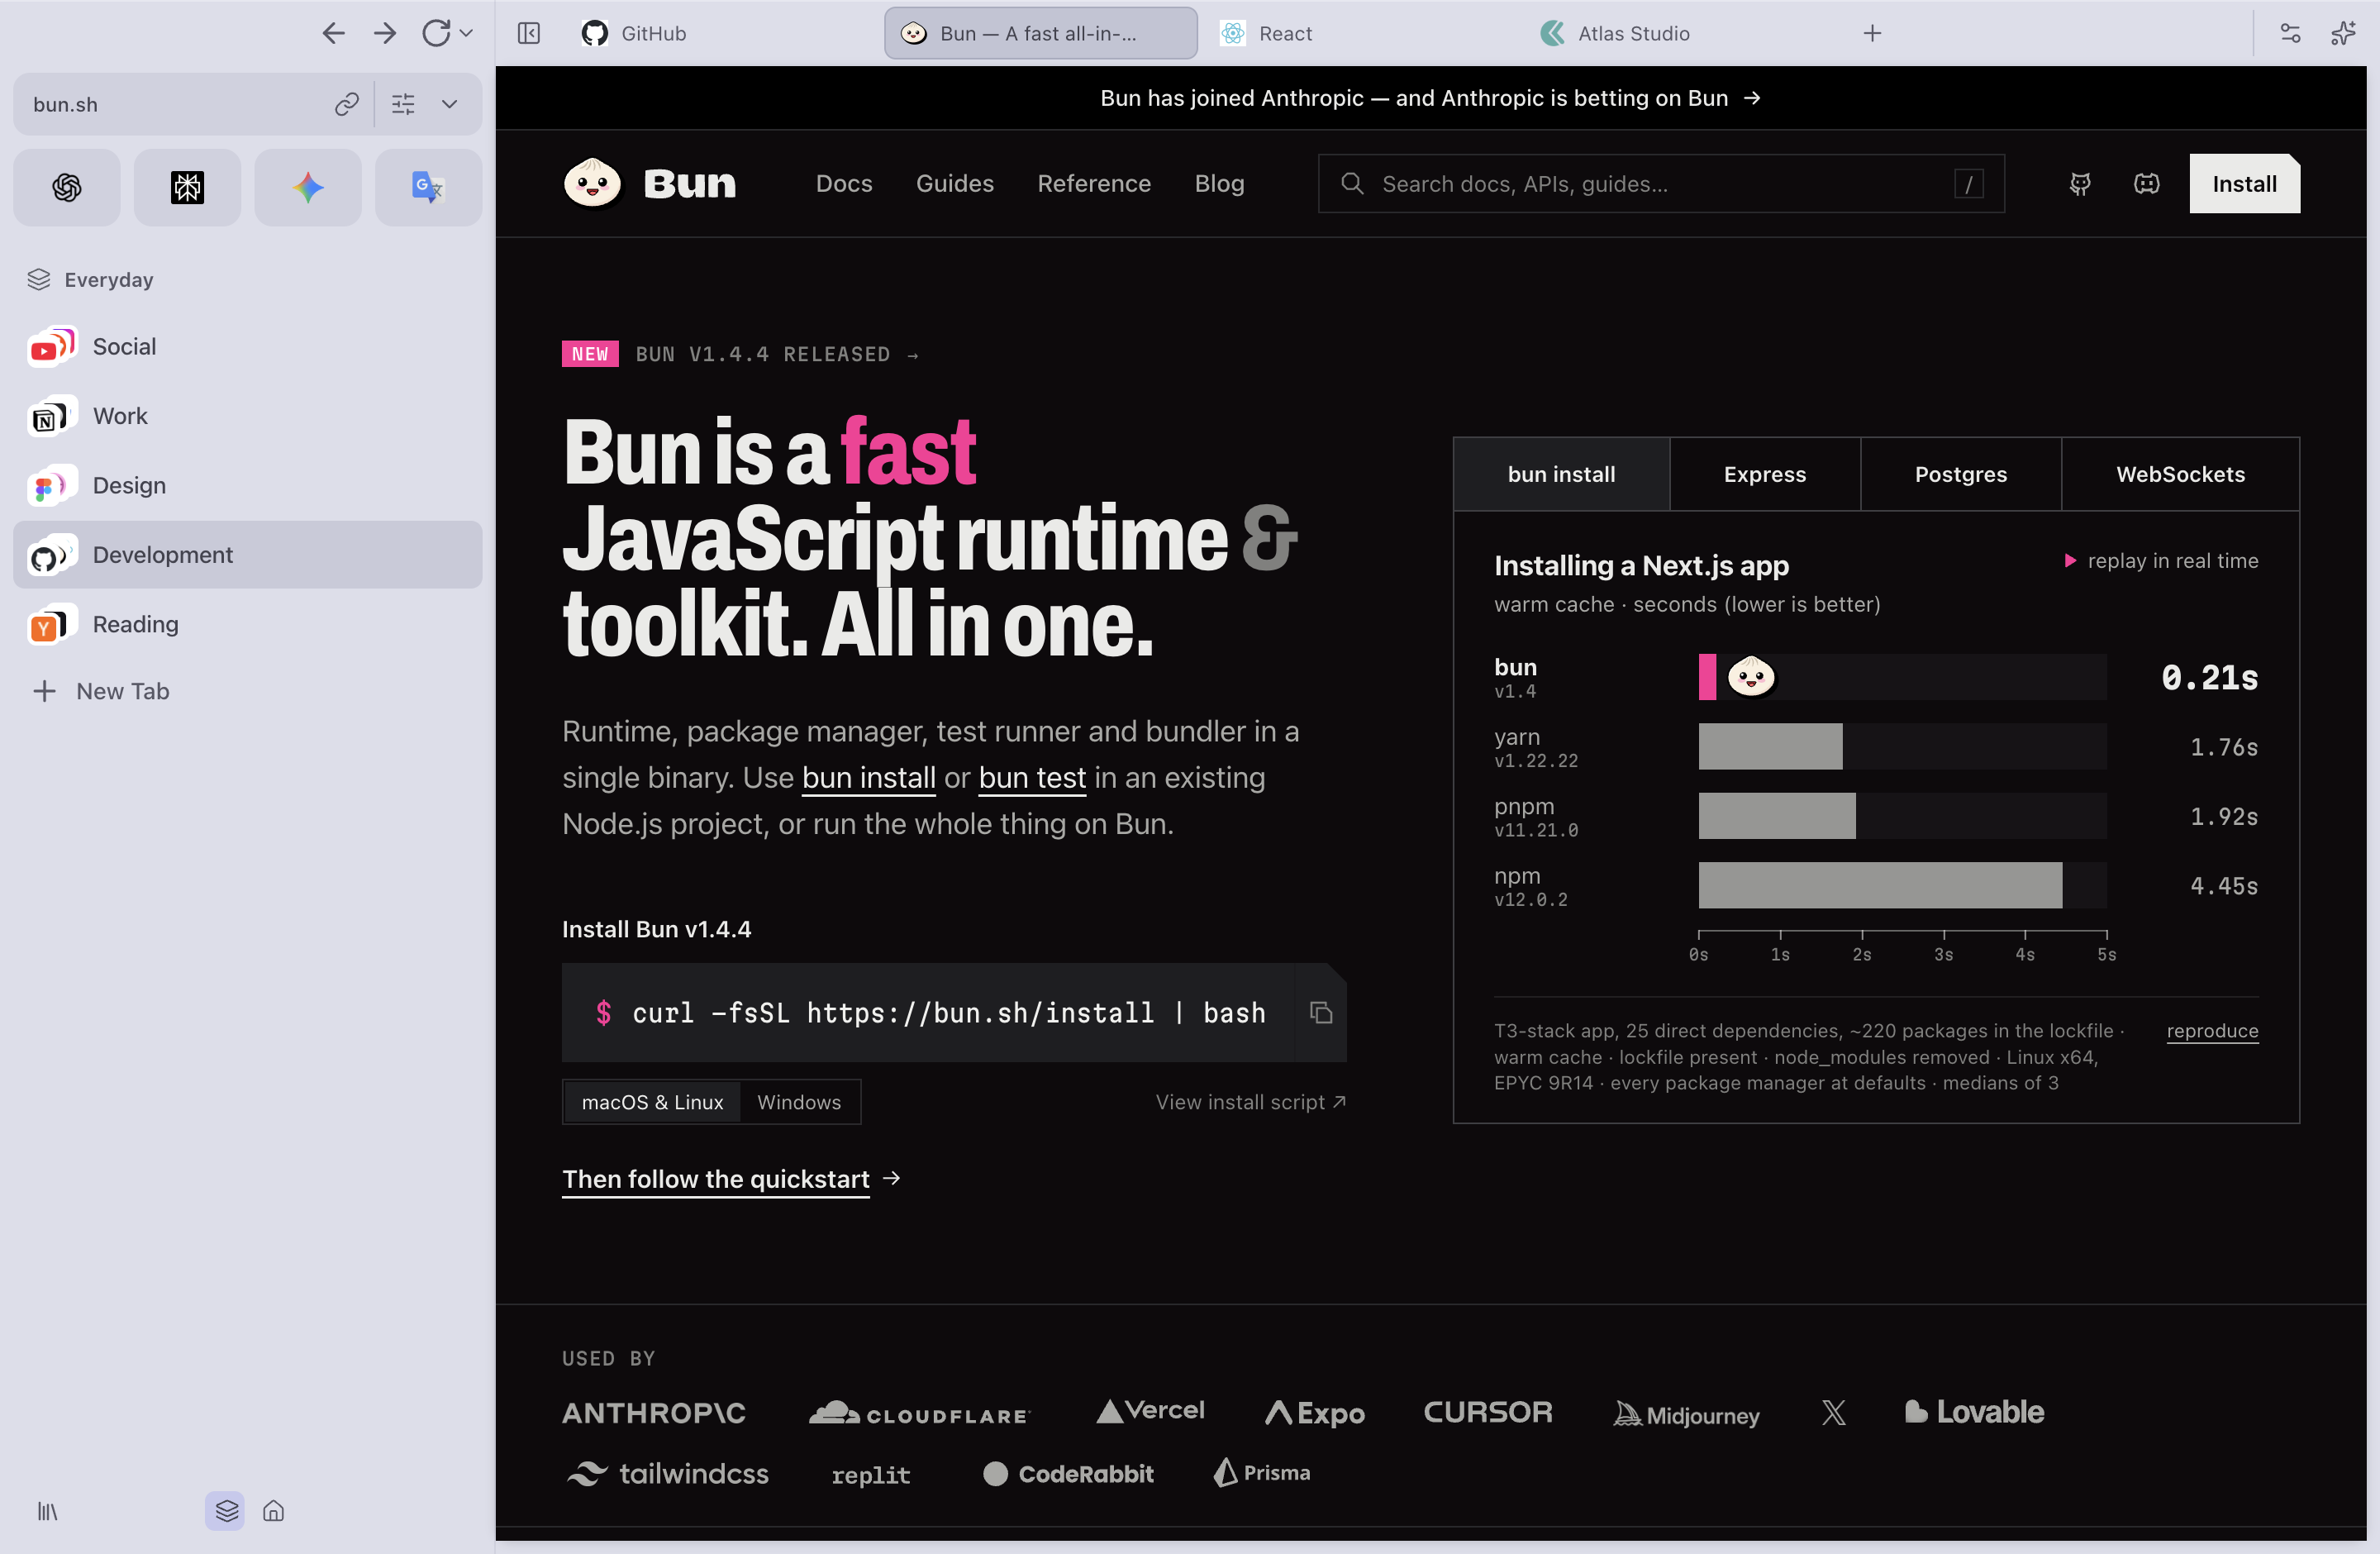 GitHub
Bun — A fast all-in-...
React
Atlas Studio
bun.sh
Everyday
Social
Work
Design
Development
Reading
New Tab
Bun has joined Anthropic — and Anthropic is betting on Bun →
Bun
Docs
Guides
Reference
Blog
Search docs, APIs, guides...
/
Install
NEW BUN V1.4.4 RELEASED →
Bun is a fast
JavaScript runtime &
toolkit. All in one.
Runtime, package manager, test runner and bundler in a
single binary. Use bun install or bun test in an existing
Node.js project, or run the whole thing on Bun.
Install Bun v1.4.4
$ curl -fsSL https://bun.sh/install | bash
macOS & Linux
Windows
View install script ↗
Then follow the quickstart →
bun install
Express
Postgres
WebSockets
Installing a Next.js app
replay in real time
warm cache · seconds (lower is better)
bun
v1.4
0.21s
yarn
v1.22.22
1.76s
pnpm
v11.21.0
1.92s
npm
v12.0.2
4.45s
0s 1s 2s 3s 4s 5s
T3-stack app, 25 direct dependencies, ~220 packages in the lockfile ·
warm cache · lockfile present · node_modules removed · Linux x64,
EPYC 9R14 · every package manager at defaults · medians of 3
reproduce
USED BY
ANTHROP\C
CLOUDFLARE
Vercel
Expo
CURSOR
Midjourney
X
Lovable
tailwindcss
replit
CodeRabbit
Prisma